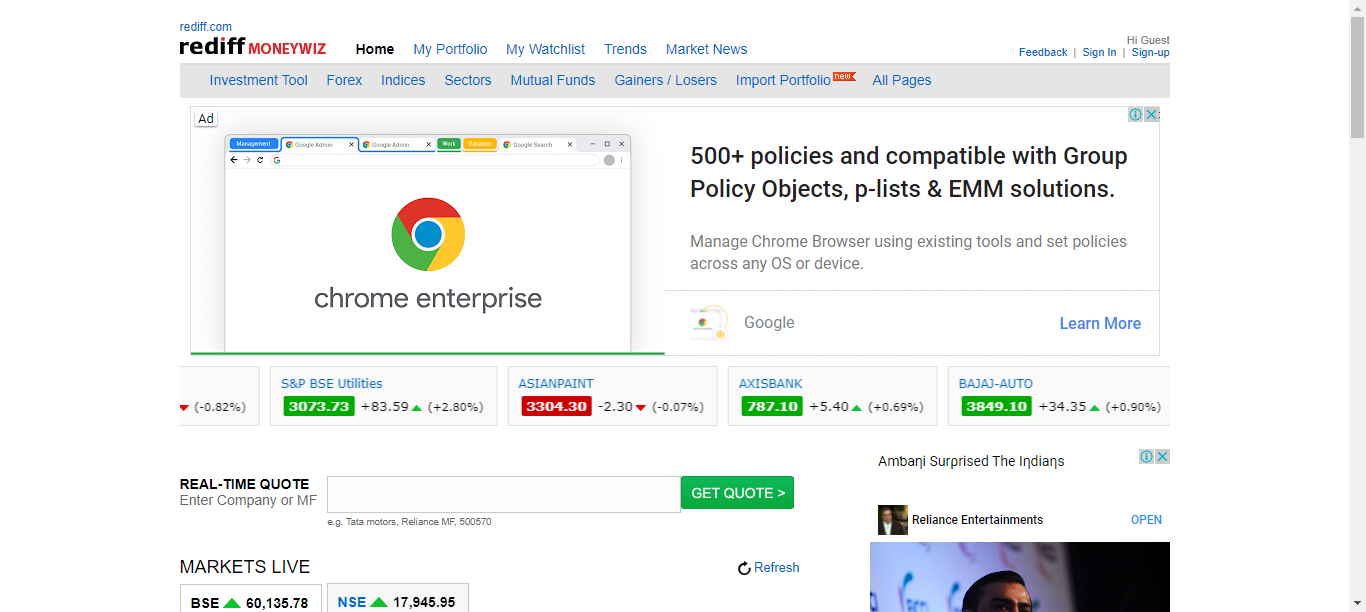 rediff.com
rediff MONEYWIZ
Home My Portfolio My Watchlist Trends Market News
Hi Guest
Feedback | Sign In | Sign-up
Investment Tool Forex Indices Sectors Mutual Funds Gainers / Losers Import Portfolio new All Pages
Ad
Management Google Admin Google Admin Work Vacation Google Search
chrome enterprise
500+ policies and compatible with Group
Policy Objects, p-lists & EMM solutions.
Manage Chrome Browser using existing tools and set policies
across any OS or device.
Google Learn More
S&P BSE Utilities ASIANPAINT AXISBANK BAJAJ-AUTO
(-0.82%) 3073.73 +83.59 (+2.80%) 3304.30 -2.30 (-0.07%) 787.10 +5.40 (+0.69%) 3849.10 +34.35 (+0.90%)
Aɱbaɳi Surprised The Iɳdiaɳs
REAL-TIME QUOTE
Enter Company or MF
GET QUOTE >
e.g. Tata motors, Reliance MF, 500570
Reliance Entertainments OPEN
MARKETS LIVE
Refresh
BSE 60,135.78 NSE 17,945.95